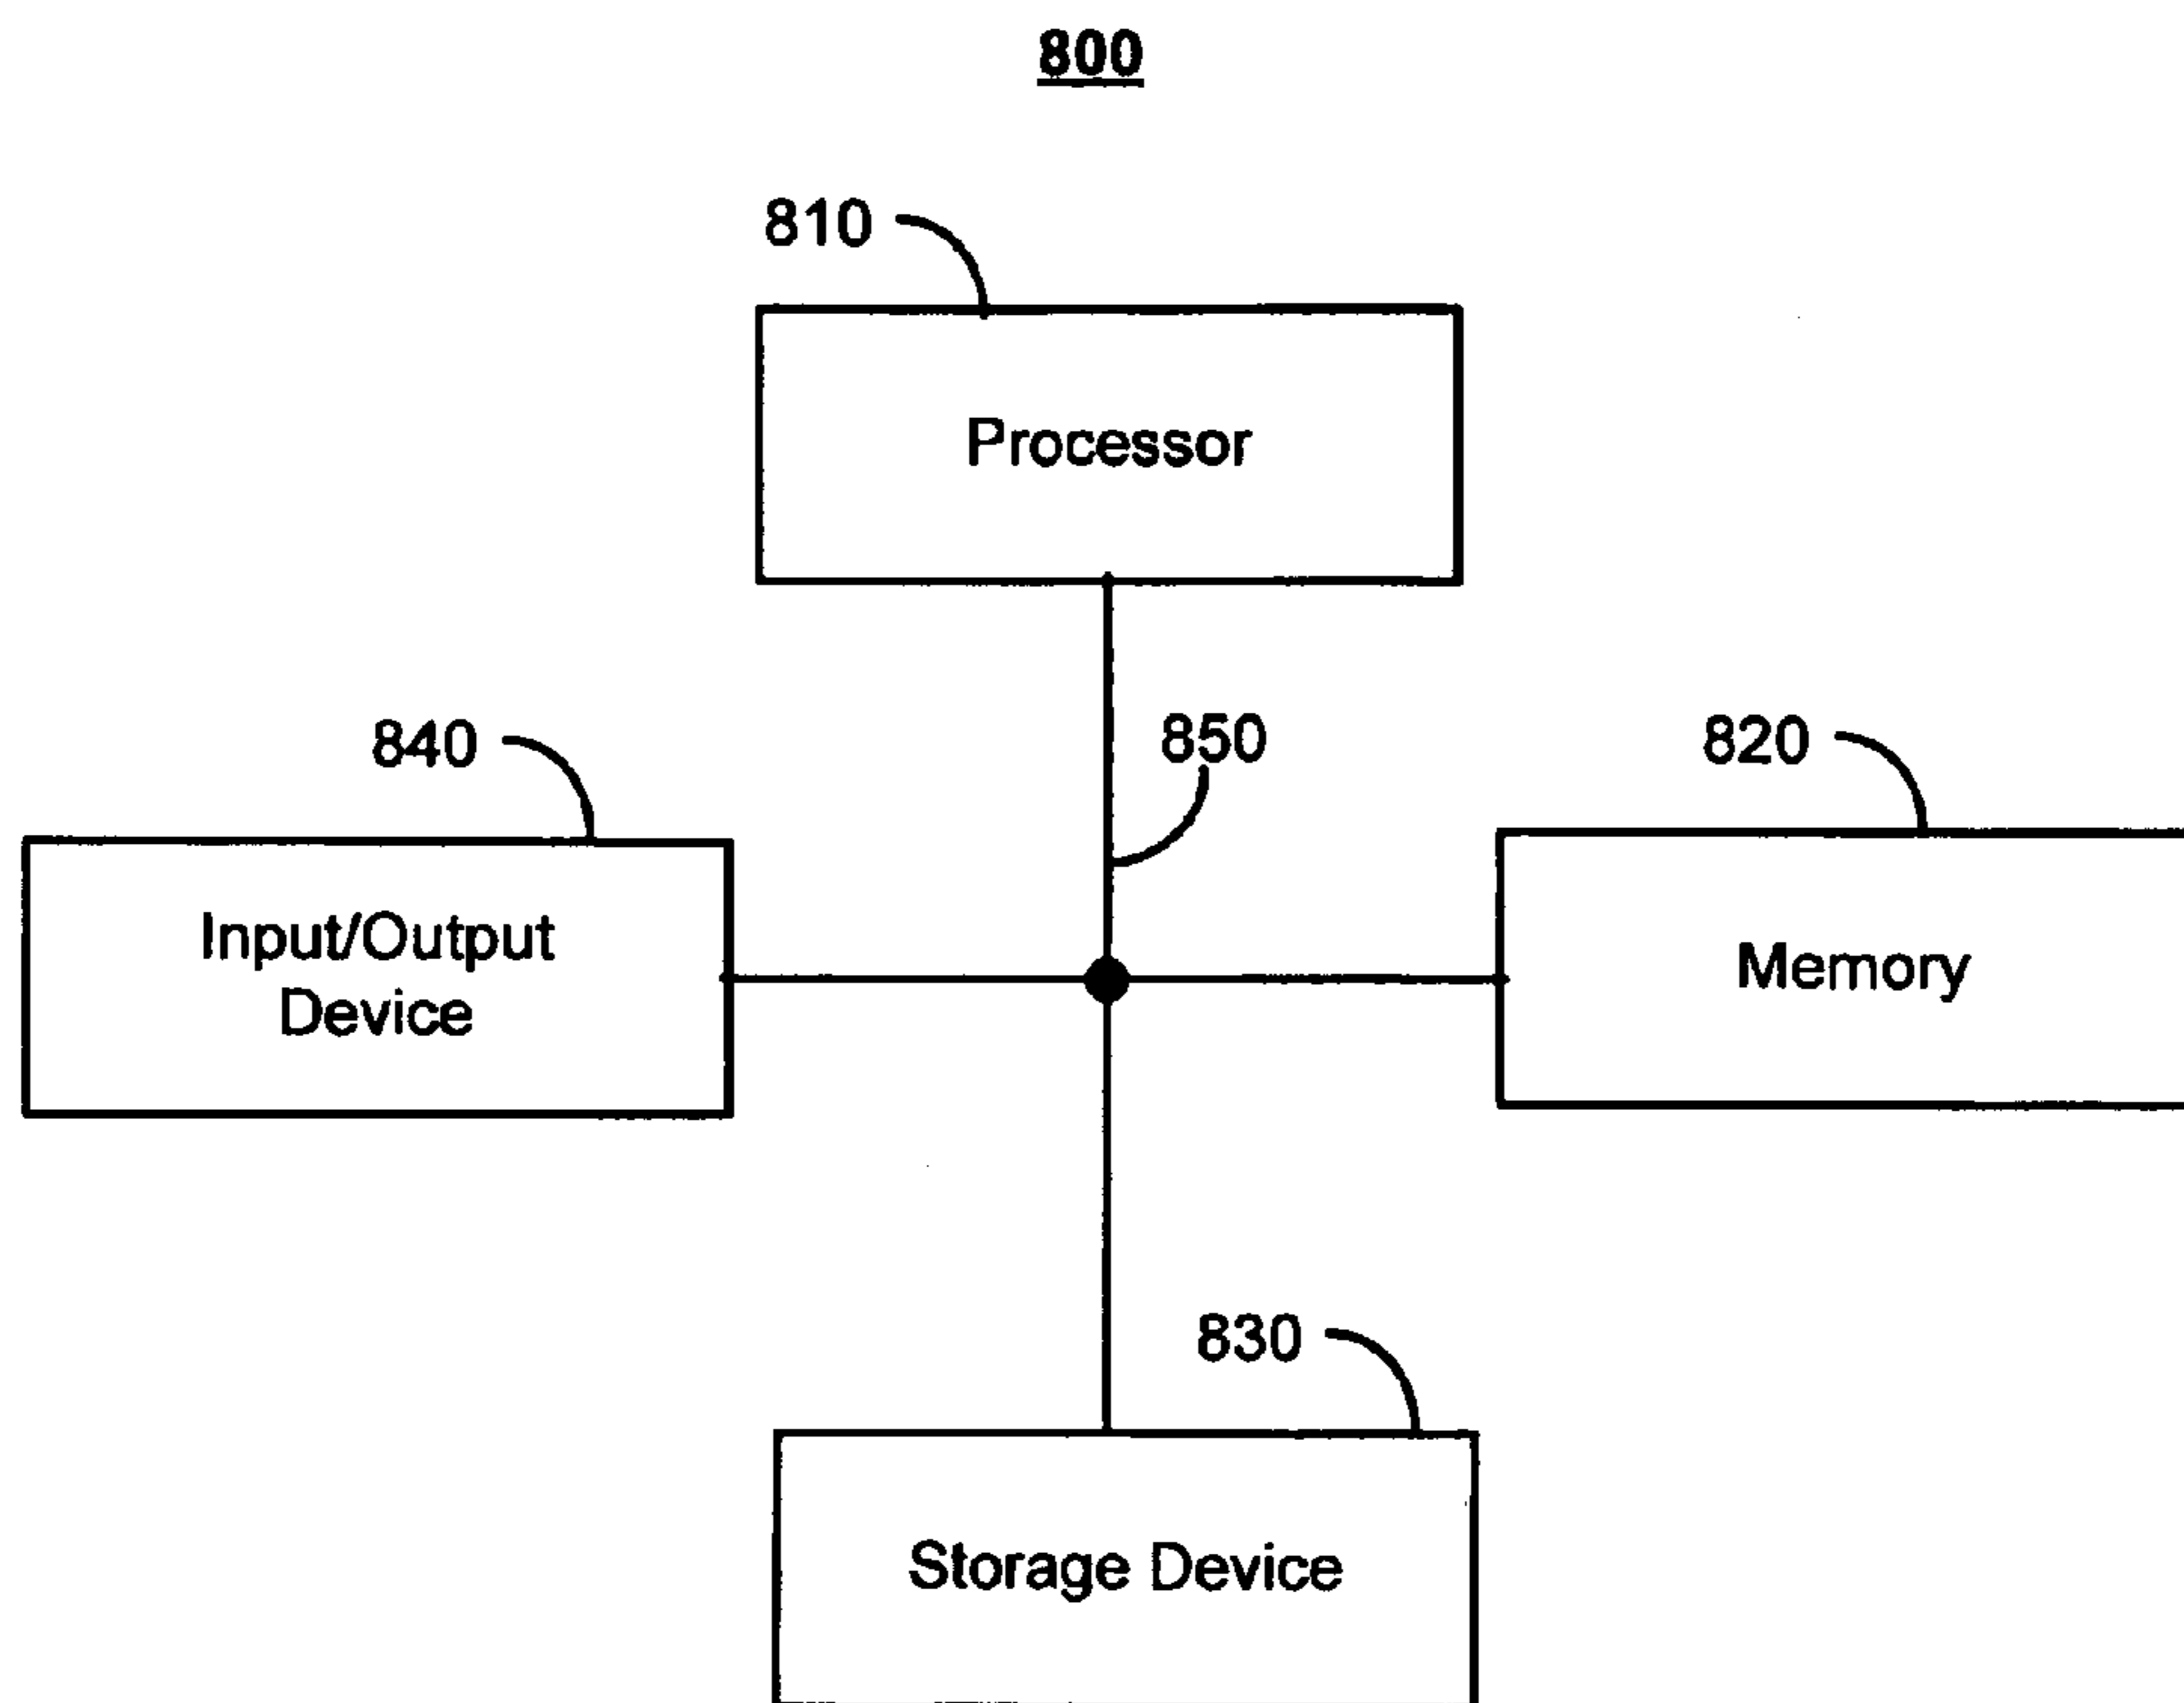 800
810
Processor
840
850
820
Input/Output
Device
Memory
830
Storage Device